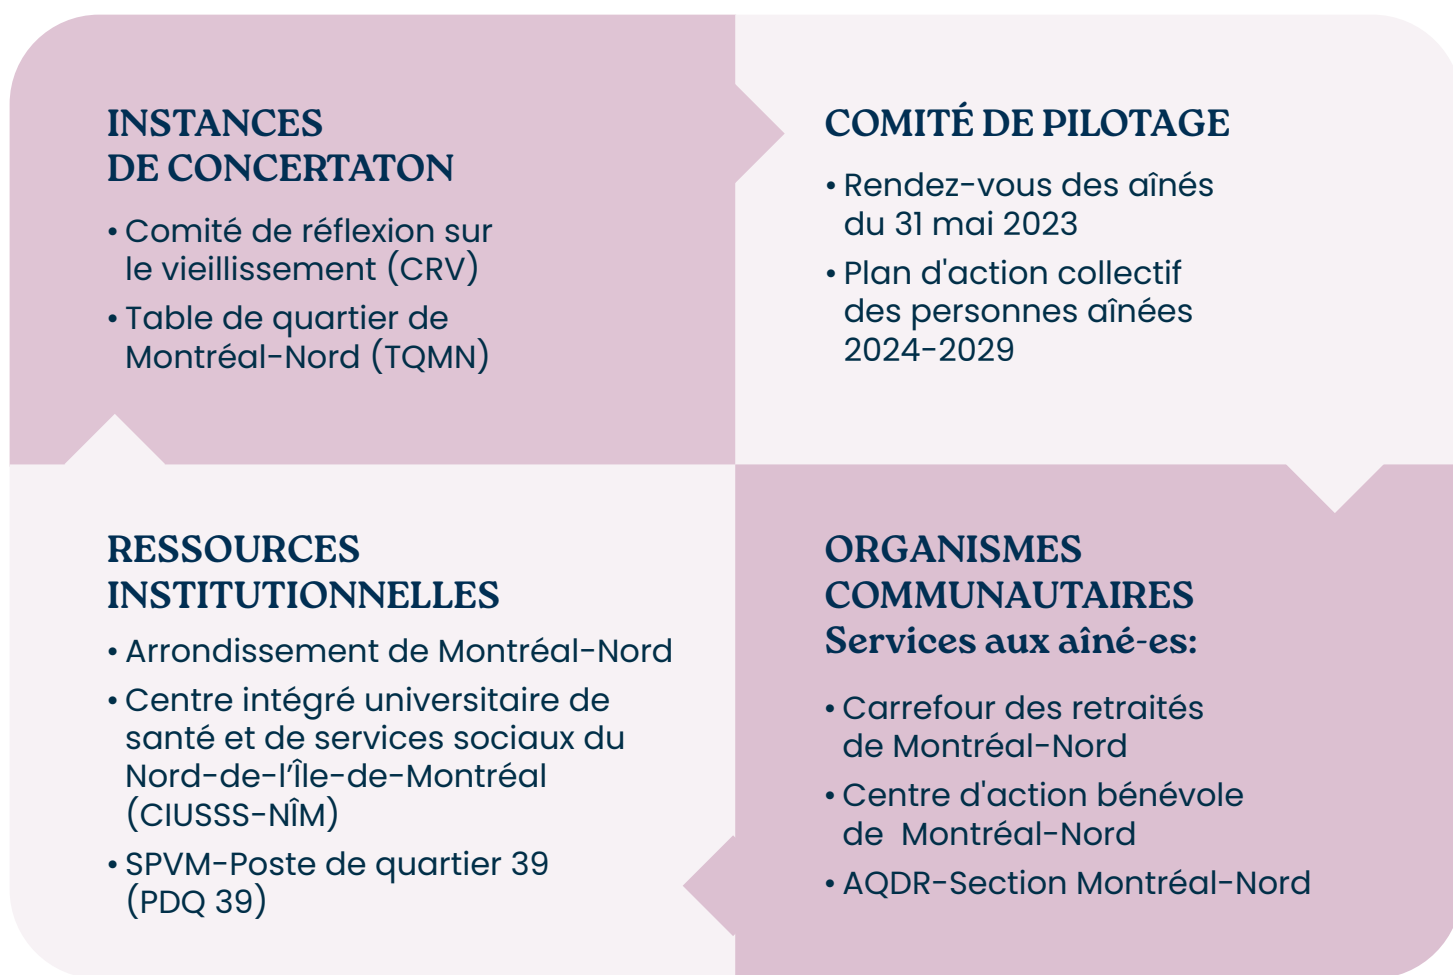 INSTANCES
DE CONCERTATON
• Comité de réflexion sur
le vieillissement (CRV)
• Table de quartier de
Montréal-Nord (TQMN)
COMITÉ DE PILOTAGE
• Rendez-vous des aînés
du 31 mai 2023
• Plan d'action collectif
des personnes aînées
2024-2029
RESSOURCES
INSTITUTIONNELLES
• Arrondissement de Montréal-Nord
• Centre intégré universitaire de
santé et de services sociaux du
Nord-de-l’Île-de-Montréal
(CIUSSS-NÎM)
• SPVM-Poste de quartier 39
(PDQ 39)
ORGANISMES
COMMUNAUTAIRES
Services aux aîné-es:
• Carrefour des retraités
de Montréal-Nord
• Centre d'action bénévole
de Montréal-Nord
• AQDR-Section Montréal-Nord